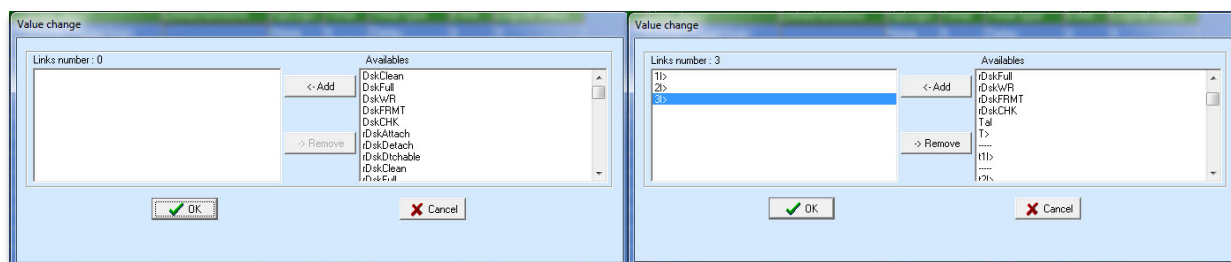 Value change
Links number : 0
Availables
<- Add
-> Remove
DskClean
DskFull
DskWR
DskFRMT
DskCHK
rDskAttach
rDskDetach
rDskDtchable
rDskClean
rDskFull
OK
Cancel
Value change
Links number : 3
Availables
1I>
2I>
3I>
<- Add
-> Remove
rDskFull
rDskWR
rDskFRMT
rDskCHK
Tal
T>
-----
t1I>
-----
t2I>
OK
Cancel